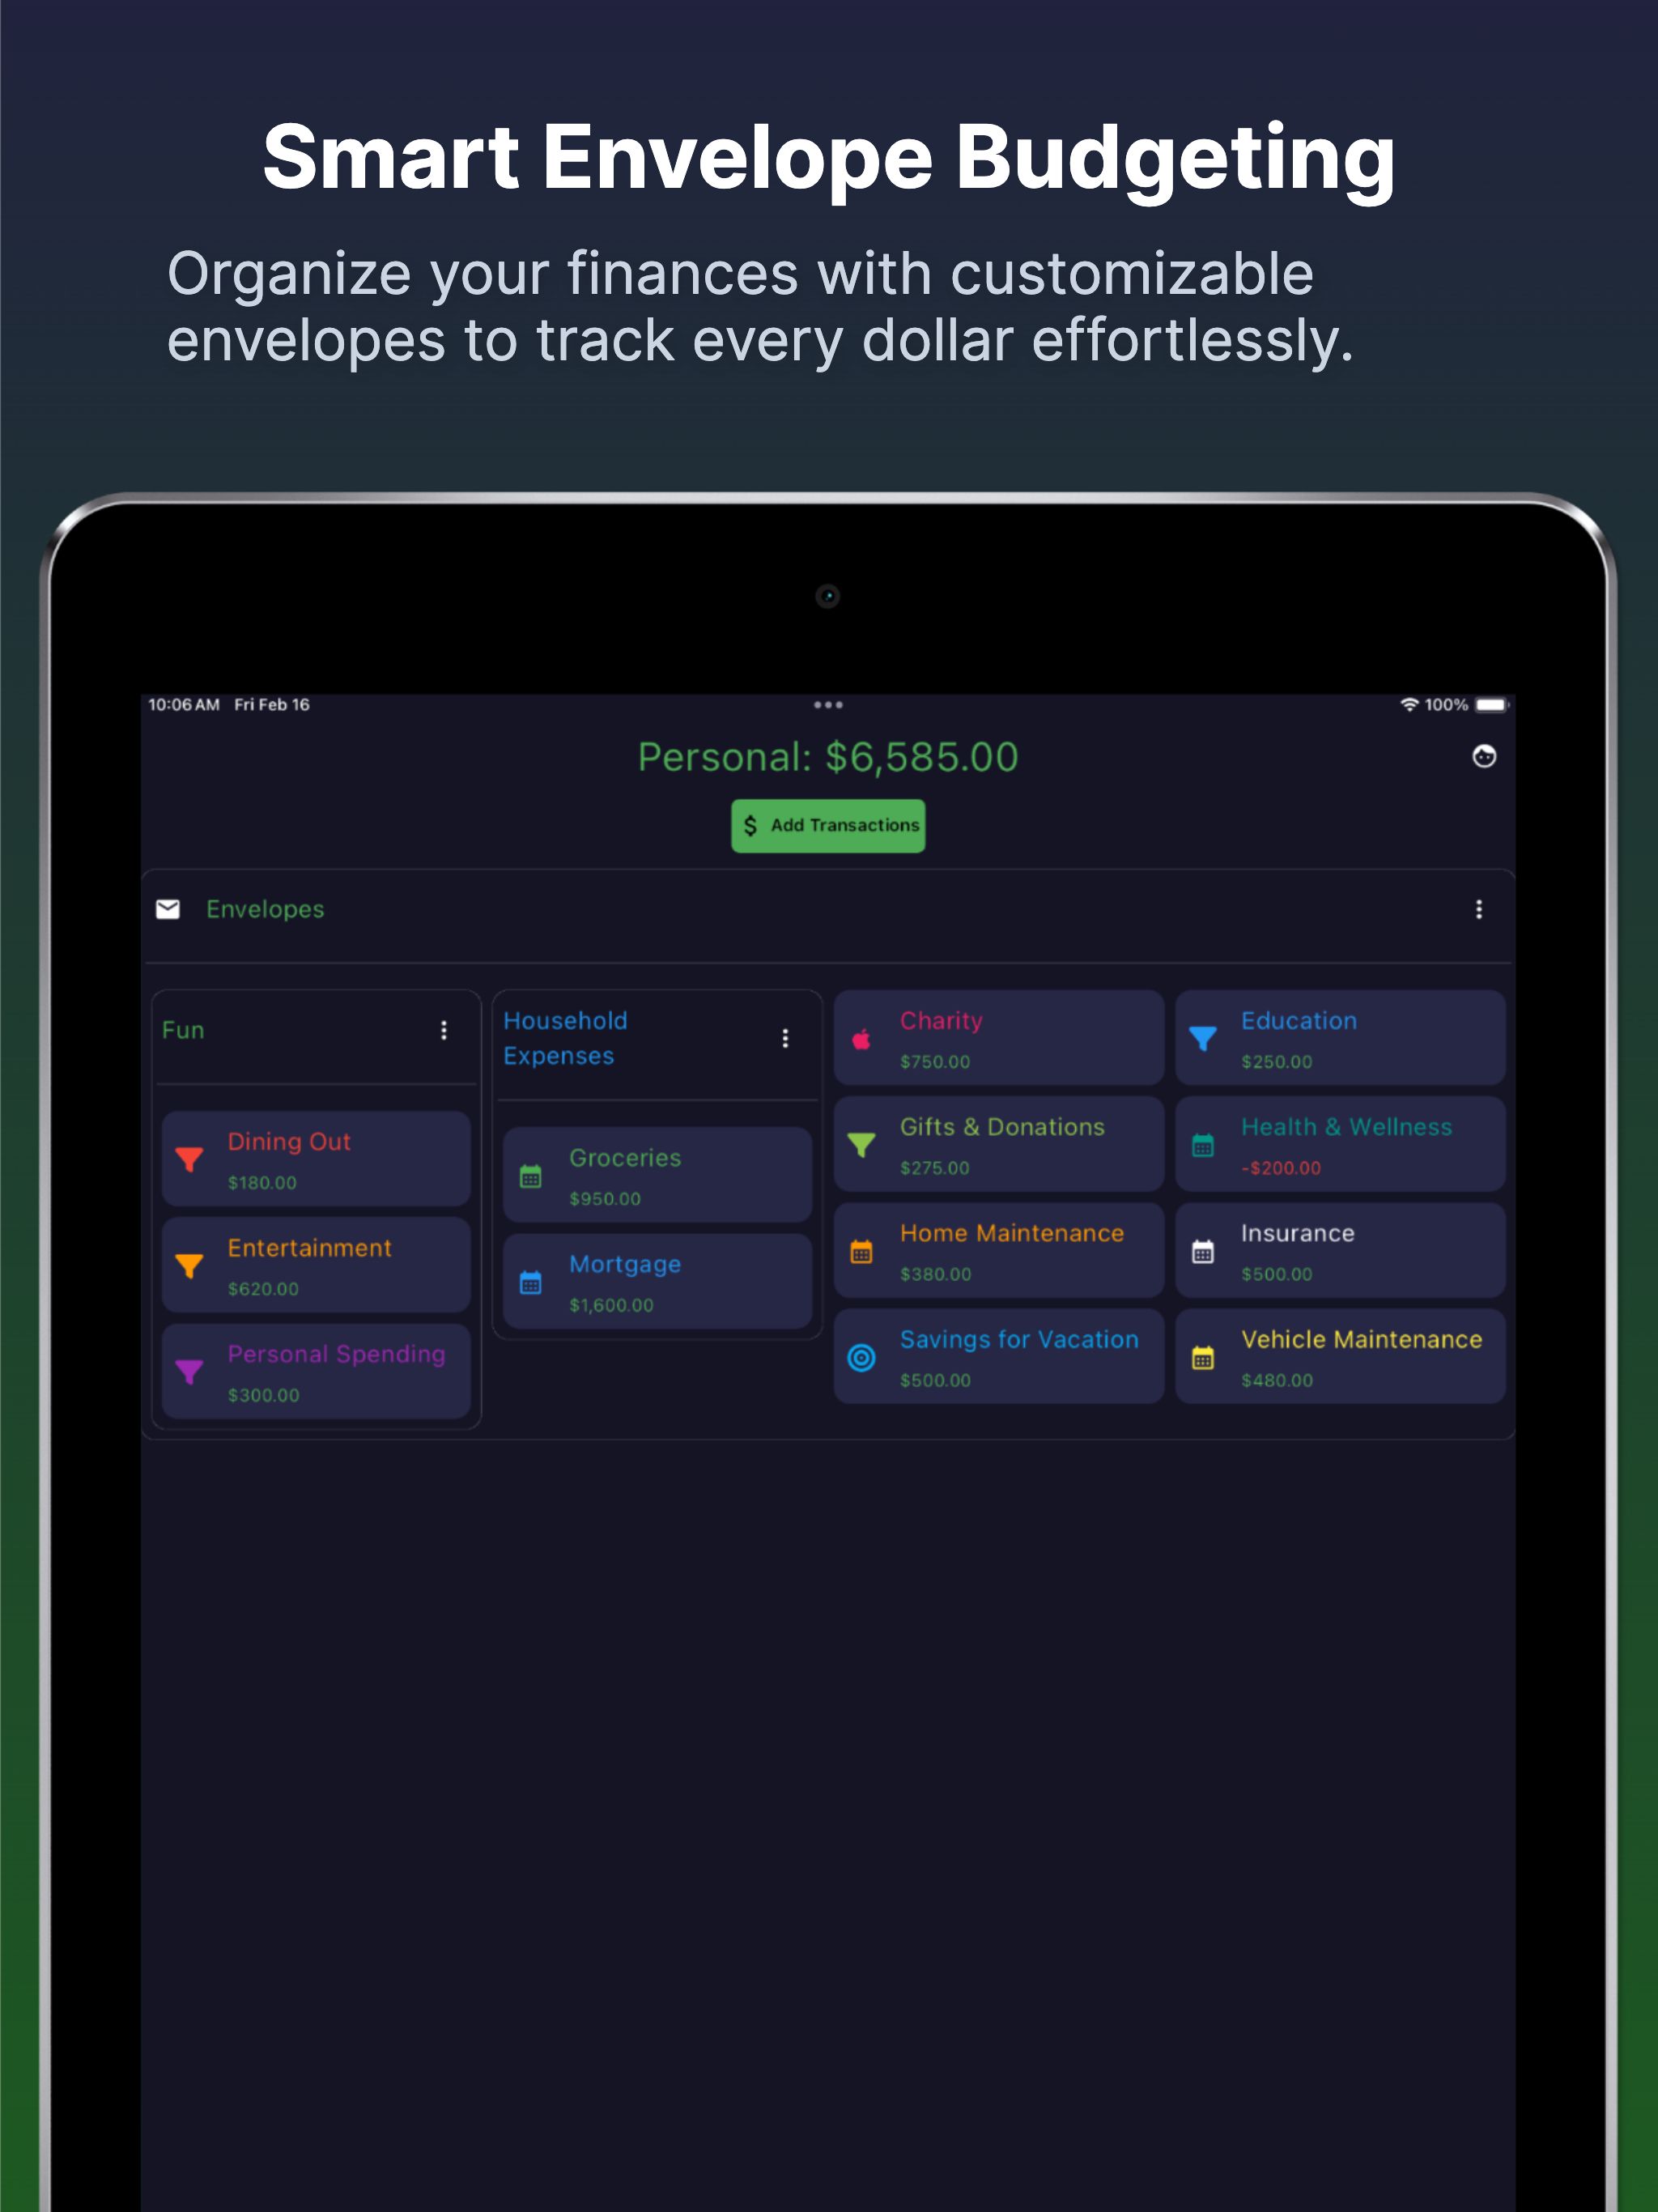 Smart Envelope Budgeting
Organize your finances with customizable
envelopes to track every dollar effortlessly.
10:06 AM Fri Feb 16
100%
Personal: $6,585.00
$ Add Transactions
Envelopes
Fun
Dining Out
$180.00
Entertainment
$620.00
Personal Spending
$300.00
Household
Expenses
Groceries
$950.00
Mortgage
$1,600.00
Charity
$750.00
Gifts & Donations
$275.00
Home Maintenance
$380.00
Savings for Vacation
$500.00
Education
$250.00
Health & Wellness
-$200.00
Insurance
$500.00
Vehicle Maintenance
$480.00